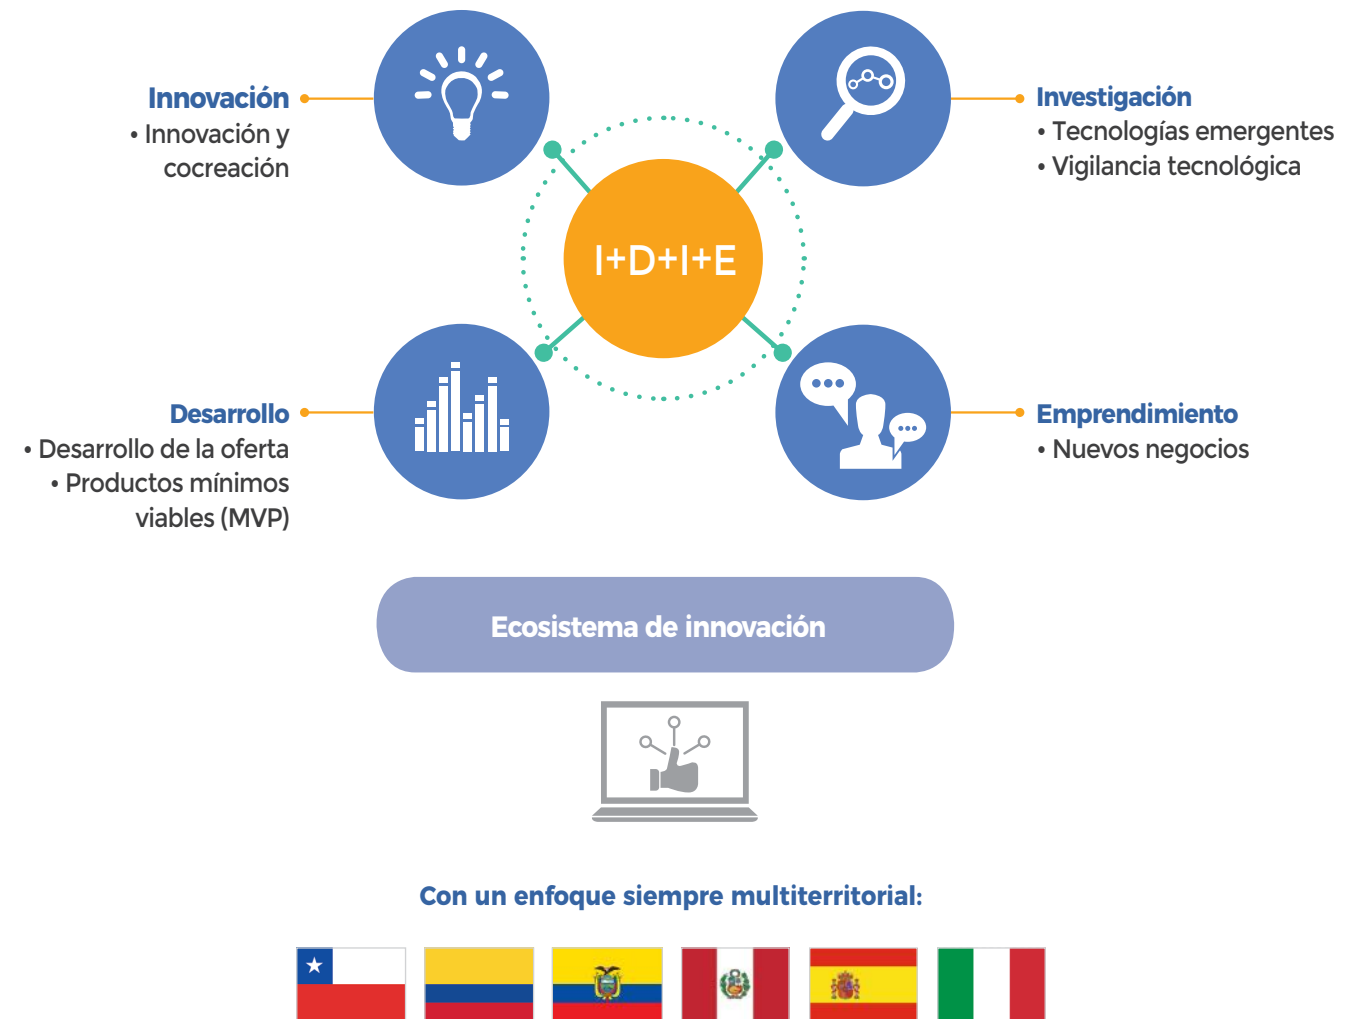 Innovación
• Innovación y
cocreación
Investigación
• Tecnologías emergentes
• Vigilancia tecnológica
I+D+I+E
Desarrollo
• Desarrollo de la oferta
• Productos mínimos
viables (MVP)
Emprendimiento
• Nuevos negocios
Ecosistema de innovación
Con un enfoque siempre multiterritorial: